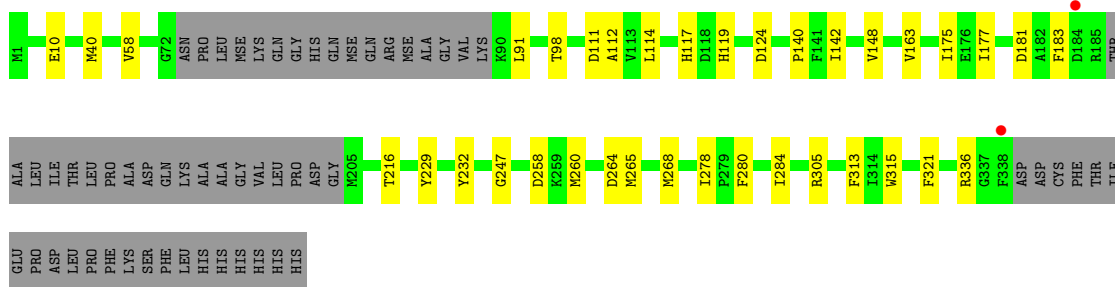 M1 E10 M40 V58 G72 ASN PRO LEU MSE LYS GLN GLY HIS GLN MSE GLN ARG MSE ALA GLY VAL LYS K90 L91 T98 D111 A112 V113 L114 H117 D118 H119 D124 P140 F141 I142 V148 V163 I175 E176 I177 D181 A182 F183 D184 R185 THR
ALA LEU ILE THR LEU PRO ALA ASP GLN LYS ALA ALA GLY VAL LEU PRO ASP GLY M205 T216 Y229 Y232 G247 D258 K259 M260 D264 M265 M268 I278 P279 F280 I284 R305 F313 I314 W315 F321 R336 G337 F338 ASP ASP CYS PHE THR ILE
GLU PRO ASP LEU PRO PHE LYS SER PHE LEU HIS HIS HIS HIS HIS HIS